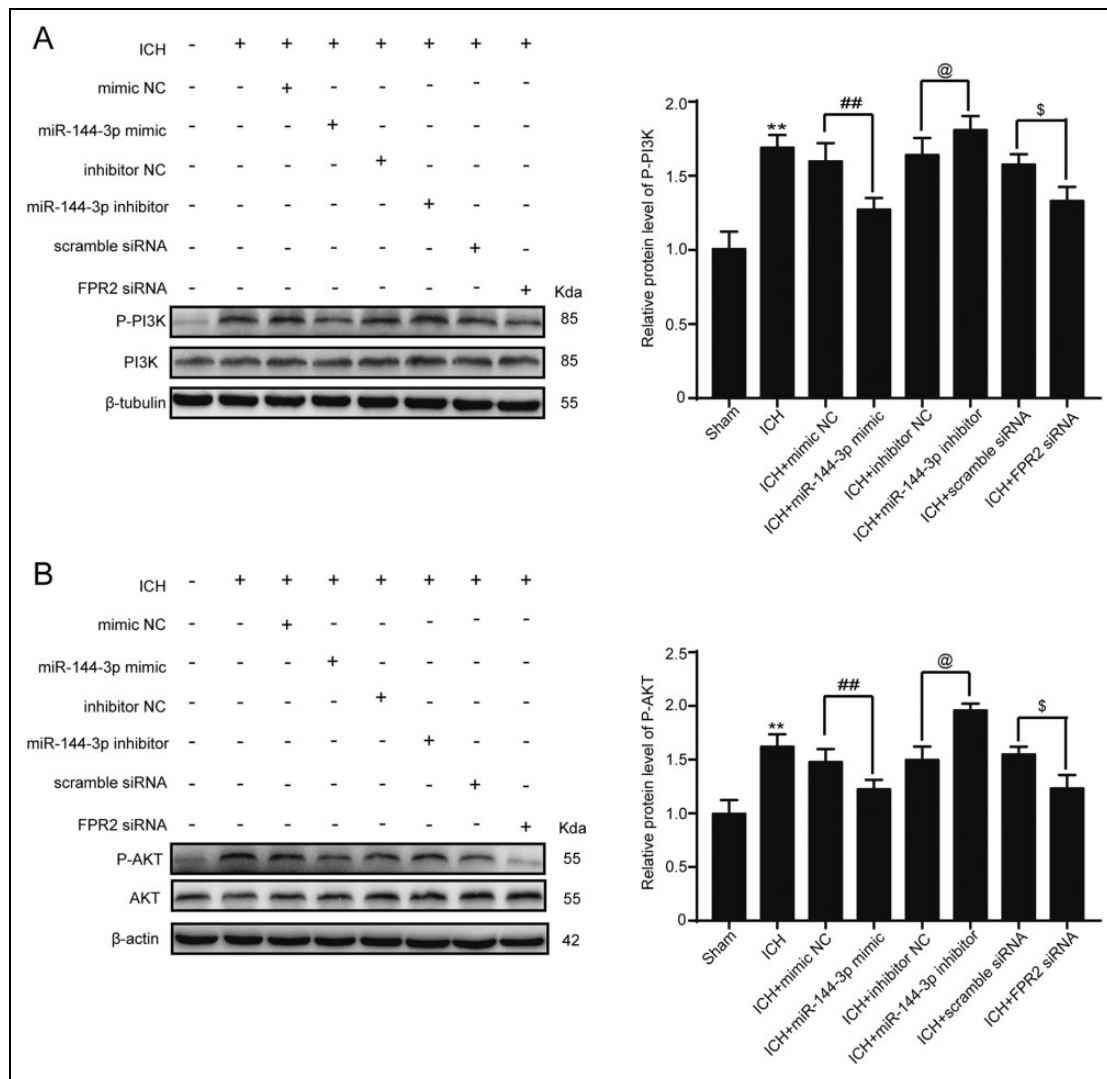 A
ICH - + + + + + + +
mimic NC - - + - - - - -
miR-144-3p mimic - - - + - - - -
inhibitor NC - - - - + - - -
miR-144-3p inhibitor - - - - - + - -
scramble siRNA - - - - - - + -
FPR2 siRNA - - - - - - - + Kda
P-PI3K 85
PI3K 85
β-tubulin 55
Relative protein level of P-PI3K
2.0
1.5
1.0
0.5
0
**
##
@
$
Sham
ICH
ICH+mimic NC
ICH+miR-144-3p mimic
ICH+inhibitor NC
ICH+miR-144-3p inhibitor
ICH+scramble siRNA
ICH+FPR2 siRNA
B
ICH - + + + + + + +
mimic NC - - + - - - - -
miR-144-3p mimic - - - + - - - -
inhibitor NC - - - - + - - -
miR-144-3p inhibitor - - - - - + - -
scramble siRNA - - - - - - + -
FPR2 siRNA - - - - - - - + Kda
P-AKT 55
AKT 55
β-actin 42
Relative protein level of P-AKT
2.5
2.0
1.5
1.0
0.5
0
**
##
@
$
Sham
ICH
ICH+mimic NC
ICH+miR-144-3p mimic
ICH+inhibitor NC
ICH+miR-144-3p inhibitor
ICH+scramble siRNA
ICH+FPR2 siRNA